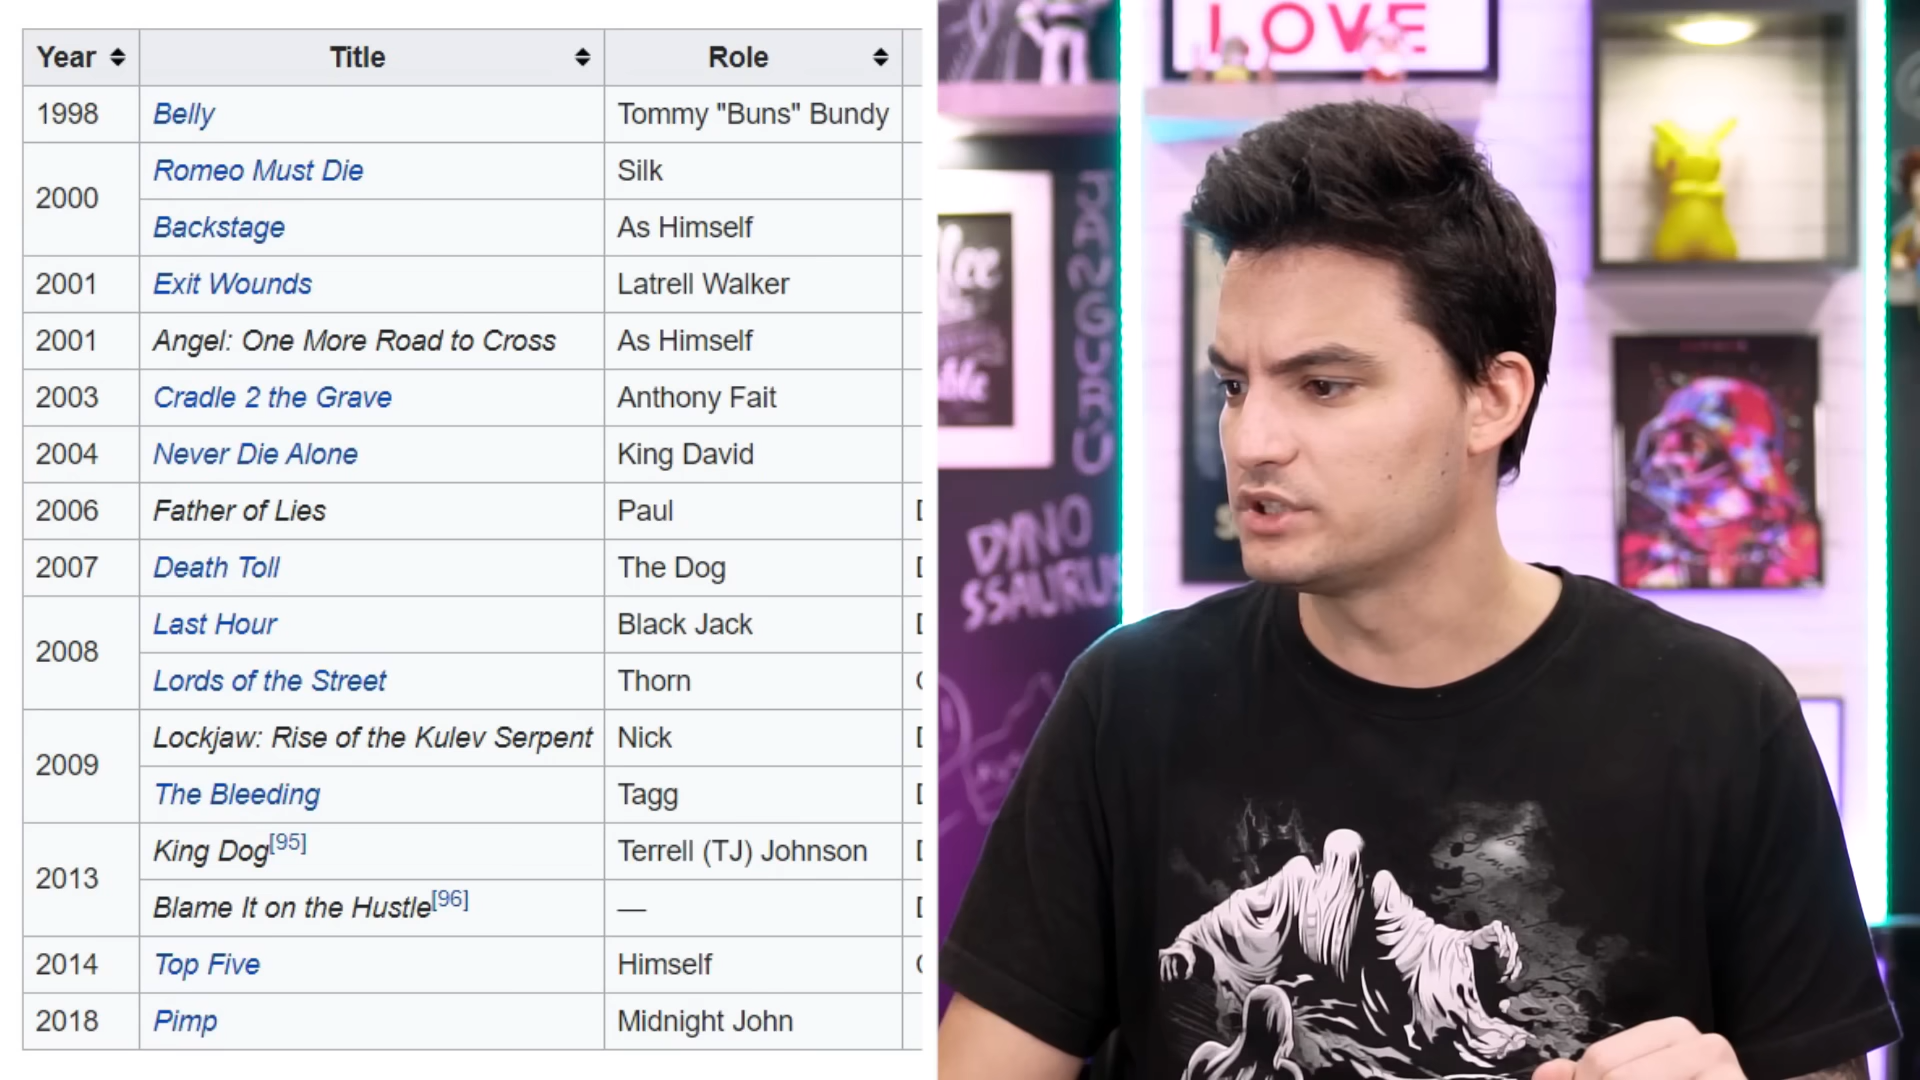 Year Title Role
1998 Belly Tommy "Buns" Bundy
2000 Romeo Must Die Silk
Backstage As Himself
2001 Exit Wounds Latrell Walker
2001 Angel: One More Road to Cross As Himself
2003 Cradle 2 the Grave Anthony Fait
2004 Never Die Alone King David
2006 Father of Lies Paul
2007 Death Toll The Dog
2008 Last Hour Black Jack
Lords of the Street Thorn
2009 Lockjaw: Rise of the Kulev Serpent Nick
The Bleeding Tagg
2013 King Dog[95] Terrell (TJ) Johnson
Blame It on the Hustle[96] —
2014 Top Five Himself
2018 Pimp Midnight John
LOVE
JANGURU
DYNO
SSAURUS